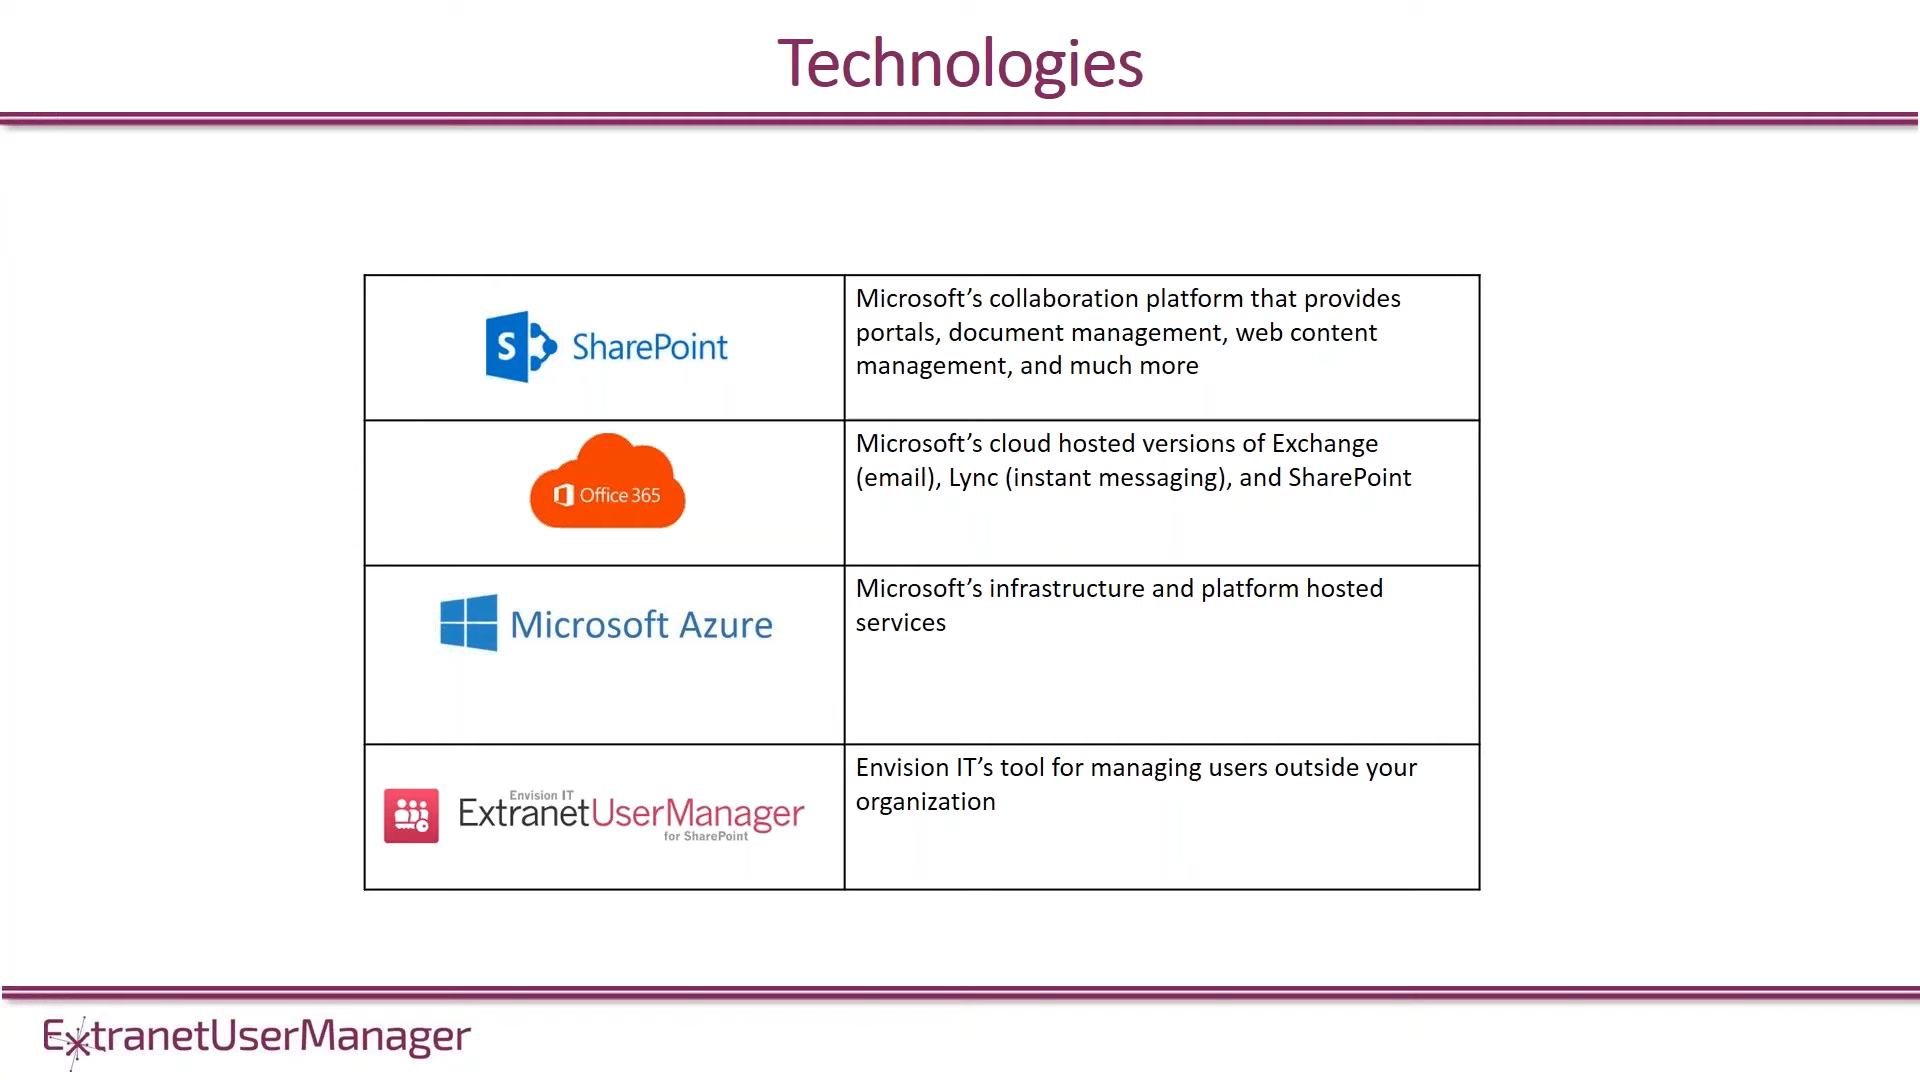 Technologies
S SharePoint
Microsoft’s collaboration platform that provides
portals, document management, web content
management, and much more
Office 365
Microsoft’s cloud hosted versions of Exchange
(email), Lync (instant messaging), and SharePoint
Microsoft Azure
Microsoft’s infrastructure and platform hosted
services
Envision IT
ExtranetUserManager
for SharePoint
Envision IT’s tool for managing users outside your
organization
ExtranetUserManager